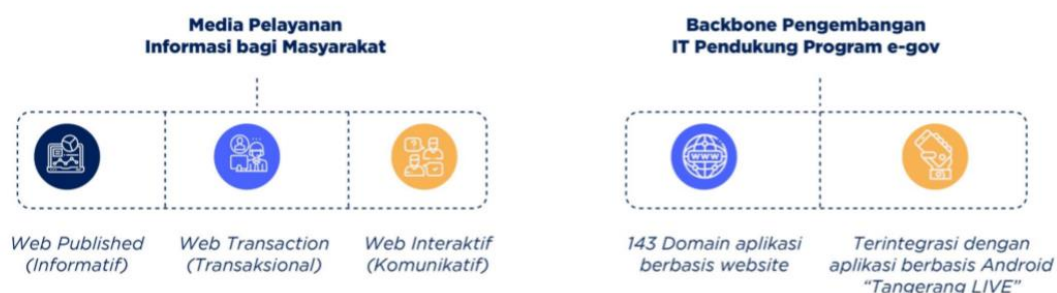 Media Pelayanan
Informasi bagi Masyarakat
Web Published
(Informatif)
Web Transaction
(Transaksional)
Web Interaktif
(Komunikatif)
Backbone Pengembangan
IT Pendukung Program e-gov
www
143 Domain aplikasi
berbasis website
Terintegrasi dengan
aplikasi berbasis Android
“Tangerang LIVE”